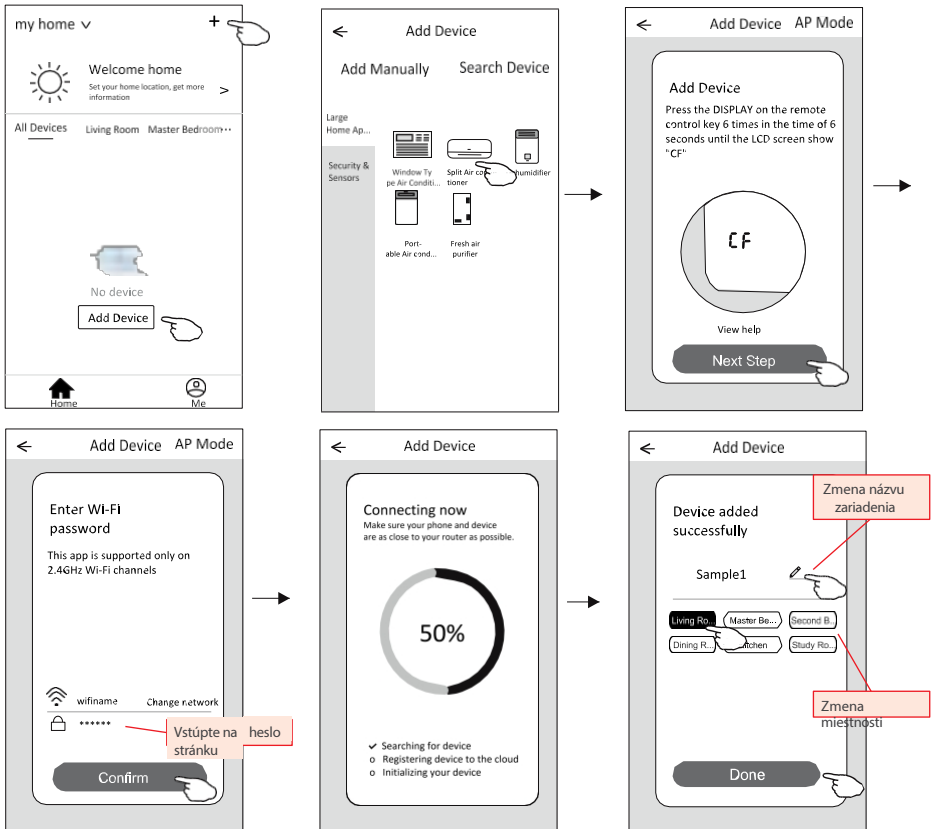 my home
+
Welcome home
Set your home location, get more
information
>
All Devices Living Room Master Bedroom···
No device
Add Device
Home Me
Add Device
Add Manually Search Device
Large
Home Ap...
Security &
Sensors
Window Ty
pe Air Conditi...
Split Air con
tioner
humidifier
Port-
able Air cond...
Fresh air
purifier
Add Device AP Mode
Add Device
Press the DISPLAY on the remote
control key 6 times in the time of 6
seconds until the LCD screen show
"CF"
CF
View help
Next Step
Add Device AP Mode
Enter Wi-Fi
password
This app is supported only on
2.4GHz Wi-Fi channels
wifiname Change network
******
Vstúpte na heslo
stránku
Confirm
Add Device
Connecting now
Make sure your phone and device
are as close to your router as possible.
50%
✓ Searching for device
o Registering device to the cloud
o Initializing your device
Add Device
Device added
successfully
Zmena názvu
zariadenia
Sample1
Living Ro... Master Be... Second B...
Dining R... itchen Study Ro...
Zmena
miestnosti
Done